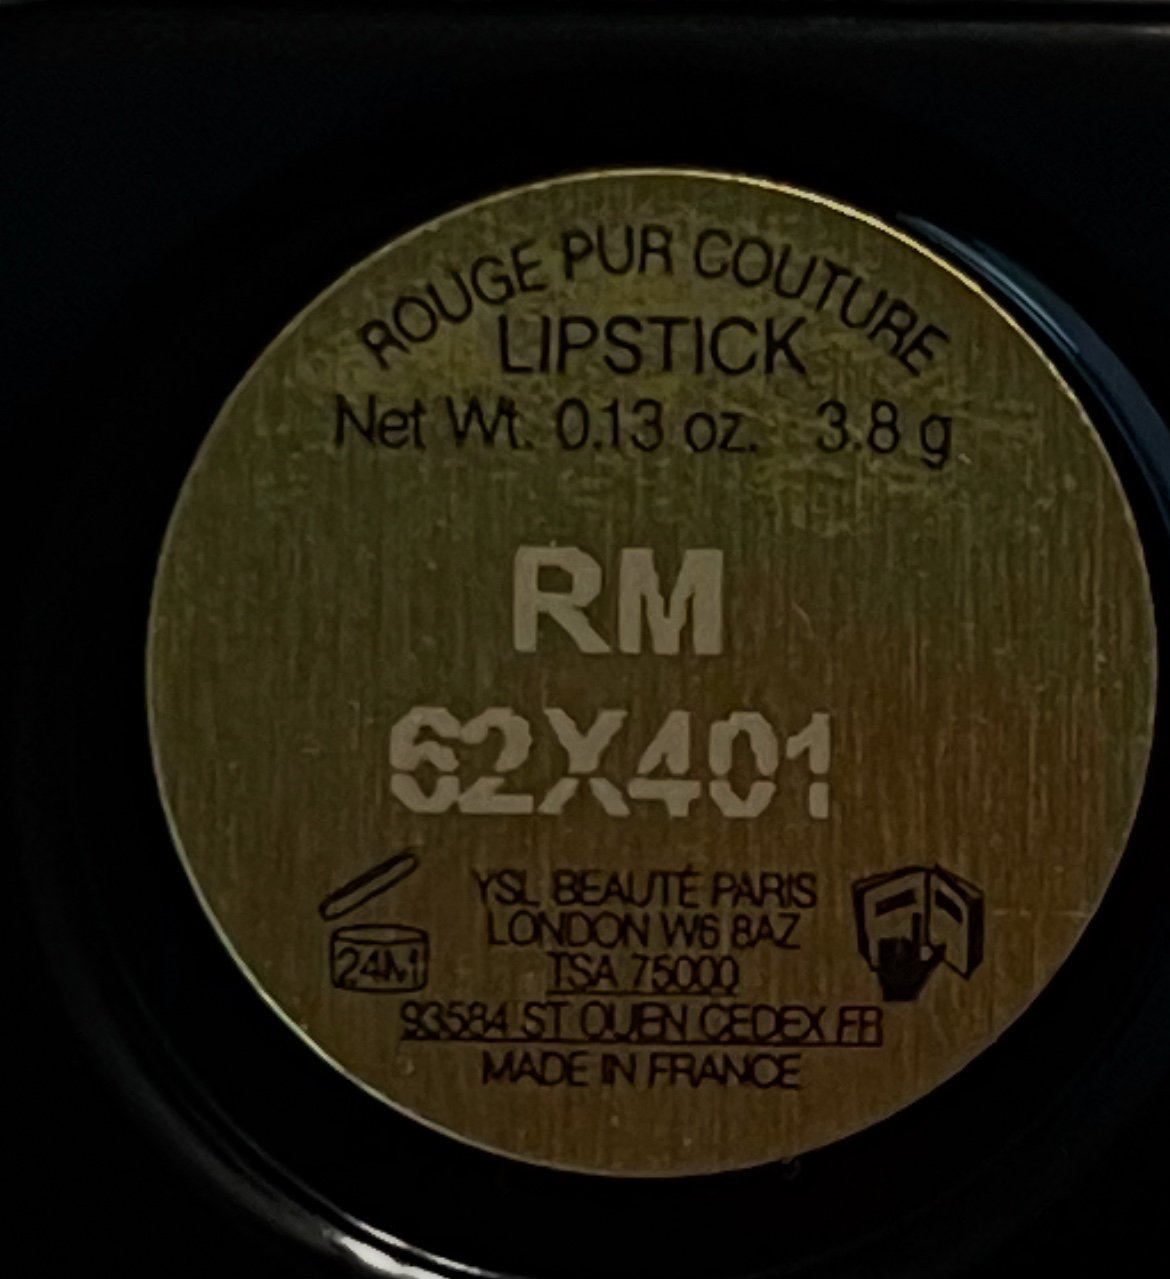 ROUGE PUR COUTURE
LIPSTICK
Net Wt. 0.13 oz. 3.8 g
RM
62X401
24M
YSL BEAUTÉ PARIS
LONDON W6 8AZ
TSA 75000
93584 ST OUEN CEDEX FR
MADE IN FRANCE